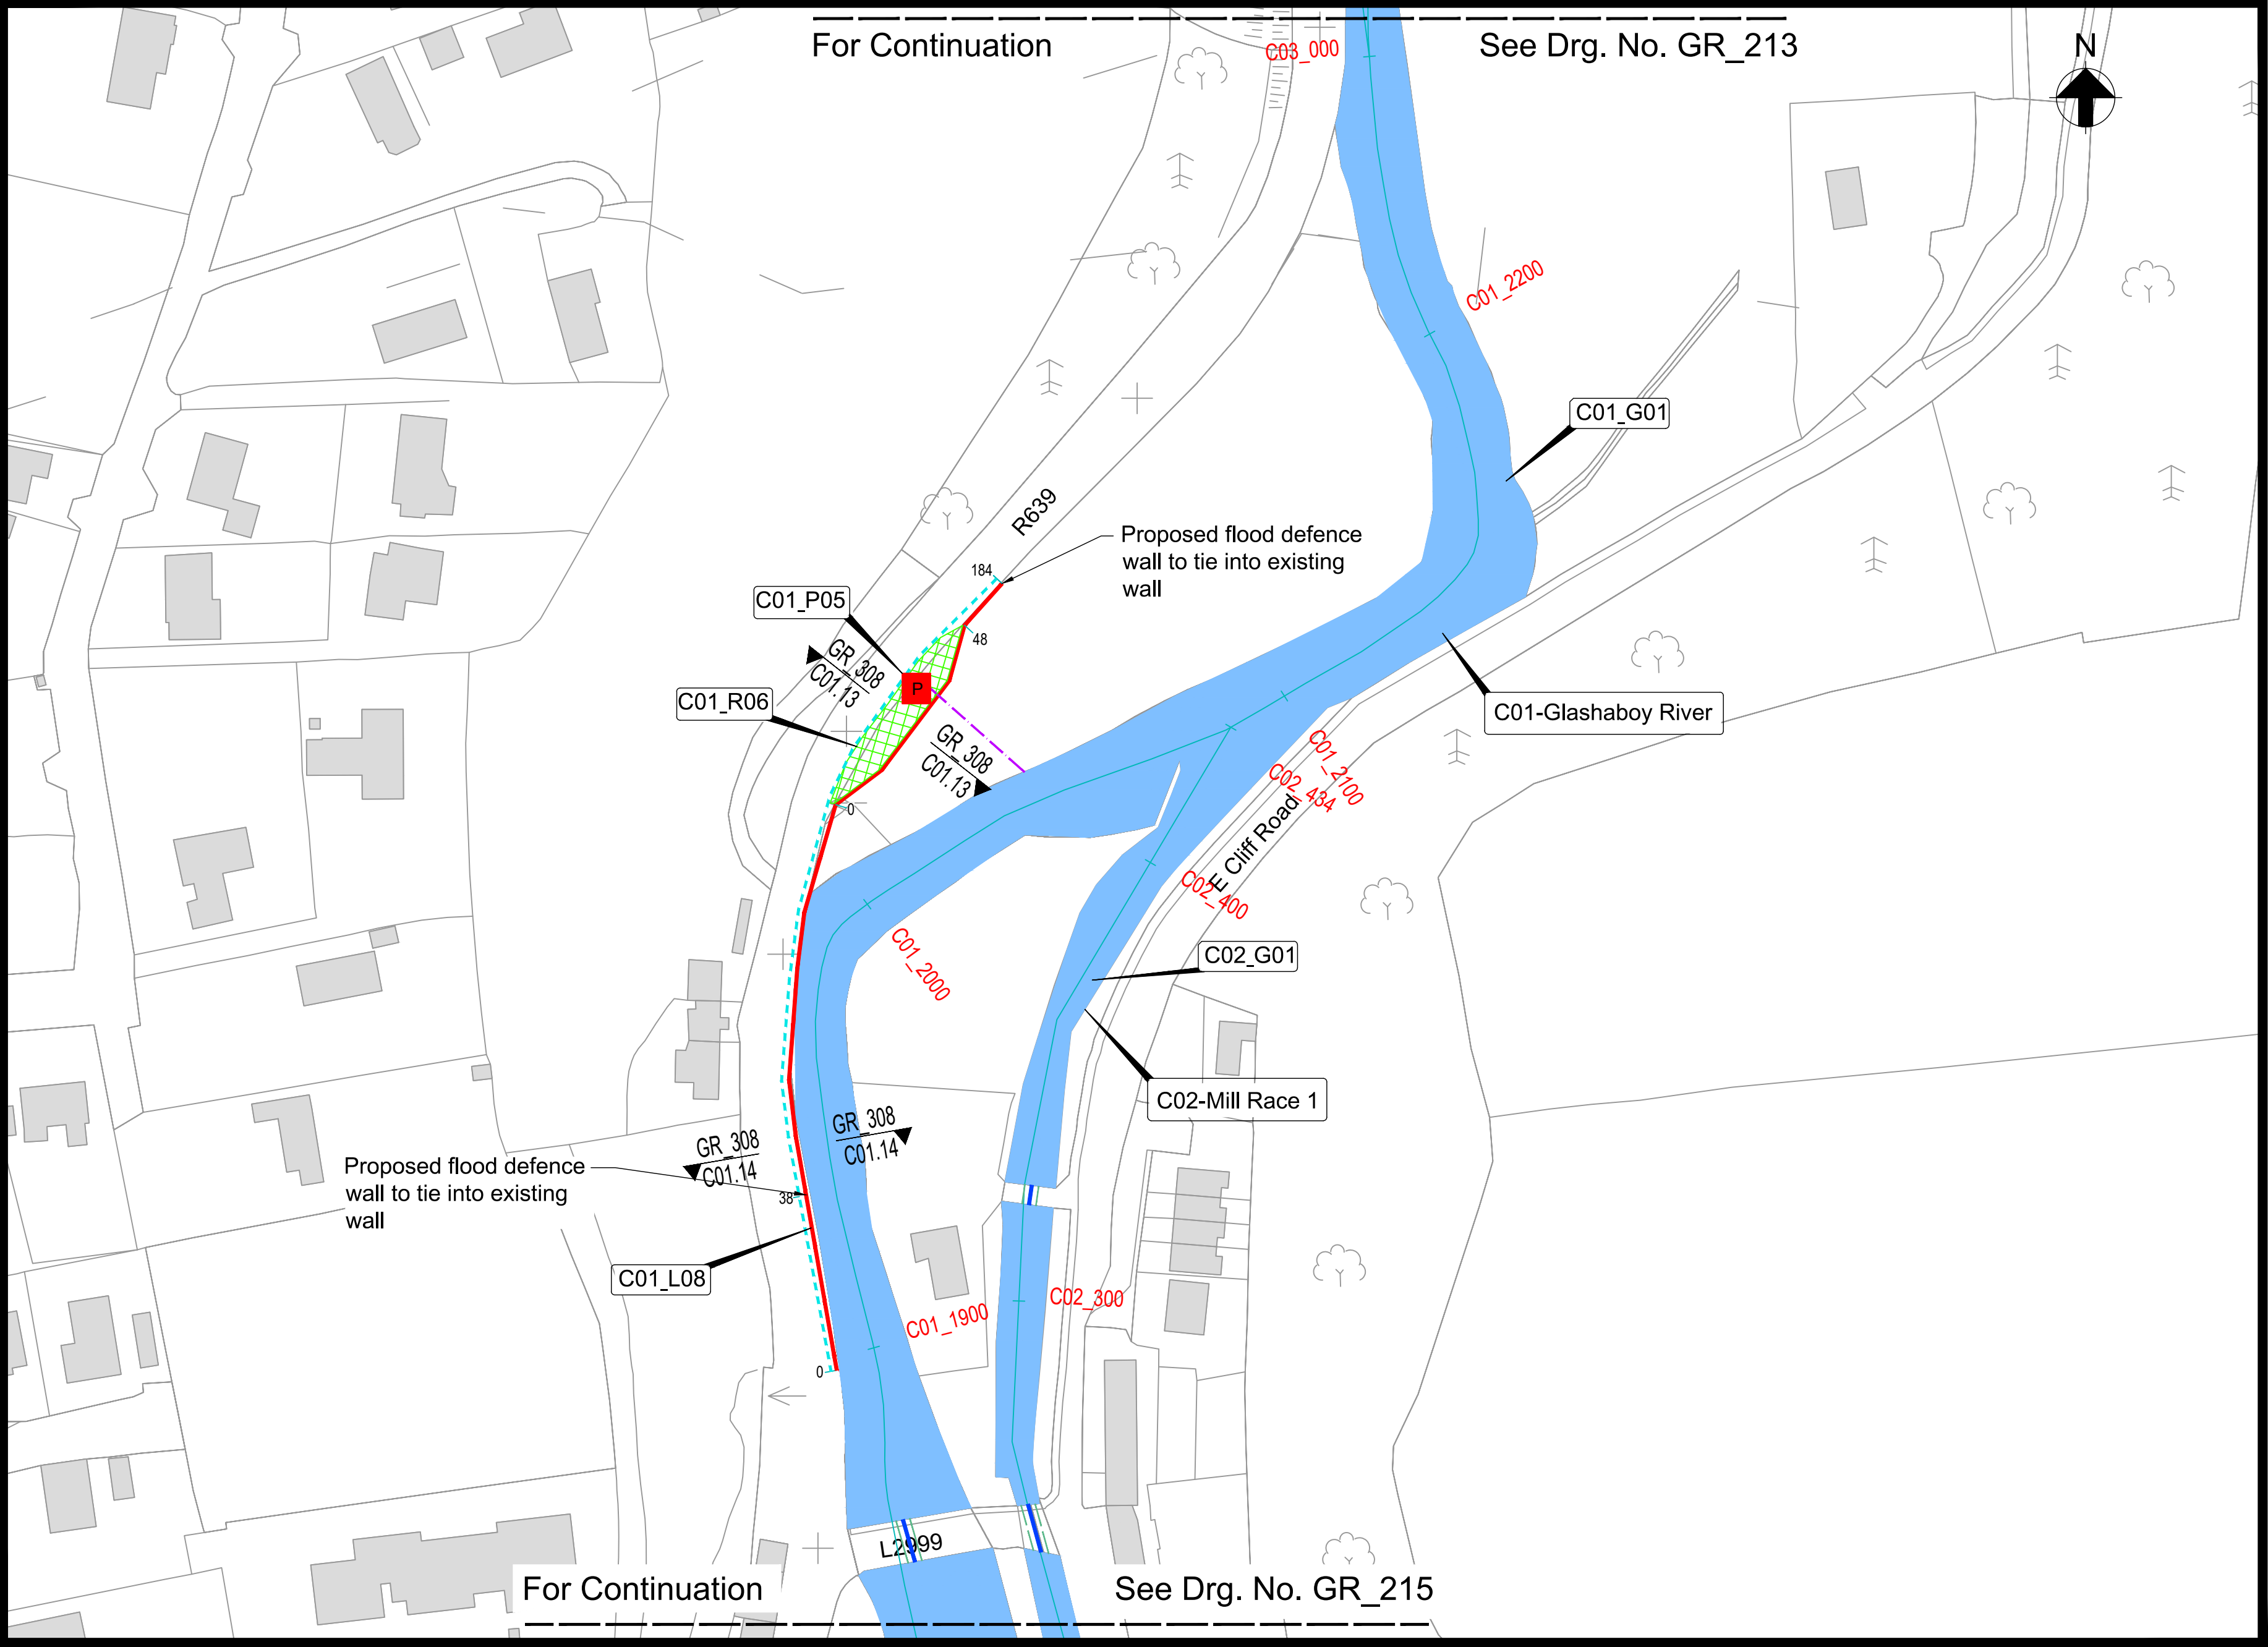 For Continuation
See Drg. No. GR_213
C03_000
N
C01_2200
C01_G01
R639
Proposed flood defence
wall to tie into existing
wall
184
C01_P05
48
GR_308
C01.13
P
C01_R06
C01-Glashaboy River
GR_308
C01.13
C01_2100
C02_434
0
E Cliff Road
C02_400
C01_2000
C02_G01
C02-Mill Race 1
GR_308
C01.14
GR_308
C01.14
Proposed flood defence
wall to tie into existing
wall
38
C01_L08
C02_300
C01_1900
0
L2999
For Continuation
See Drg. No. GR_215